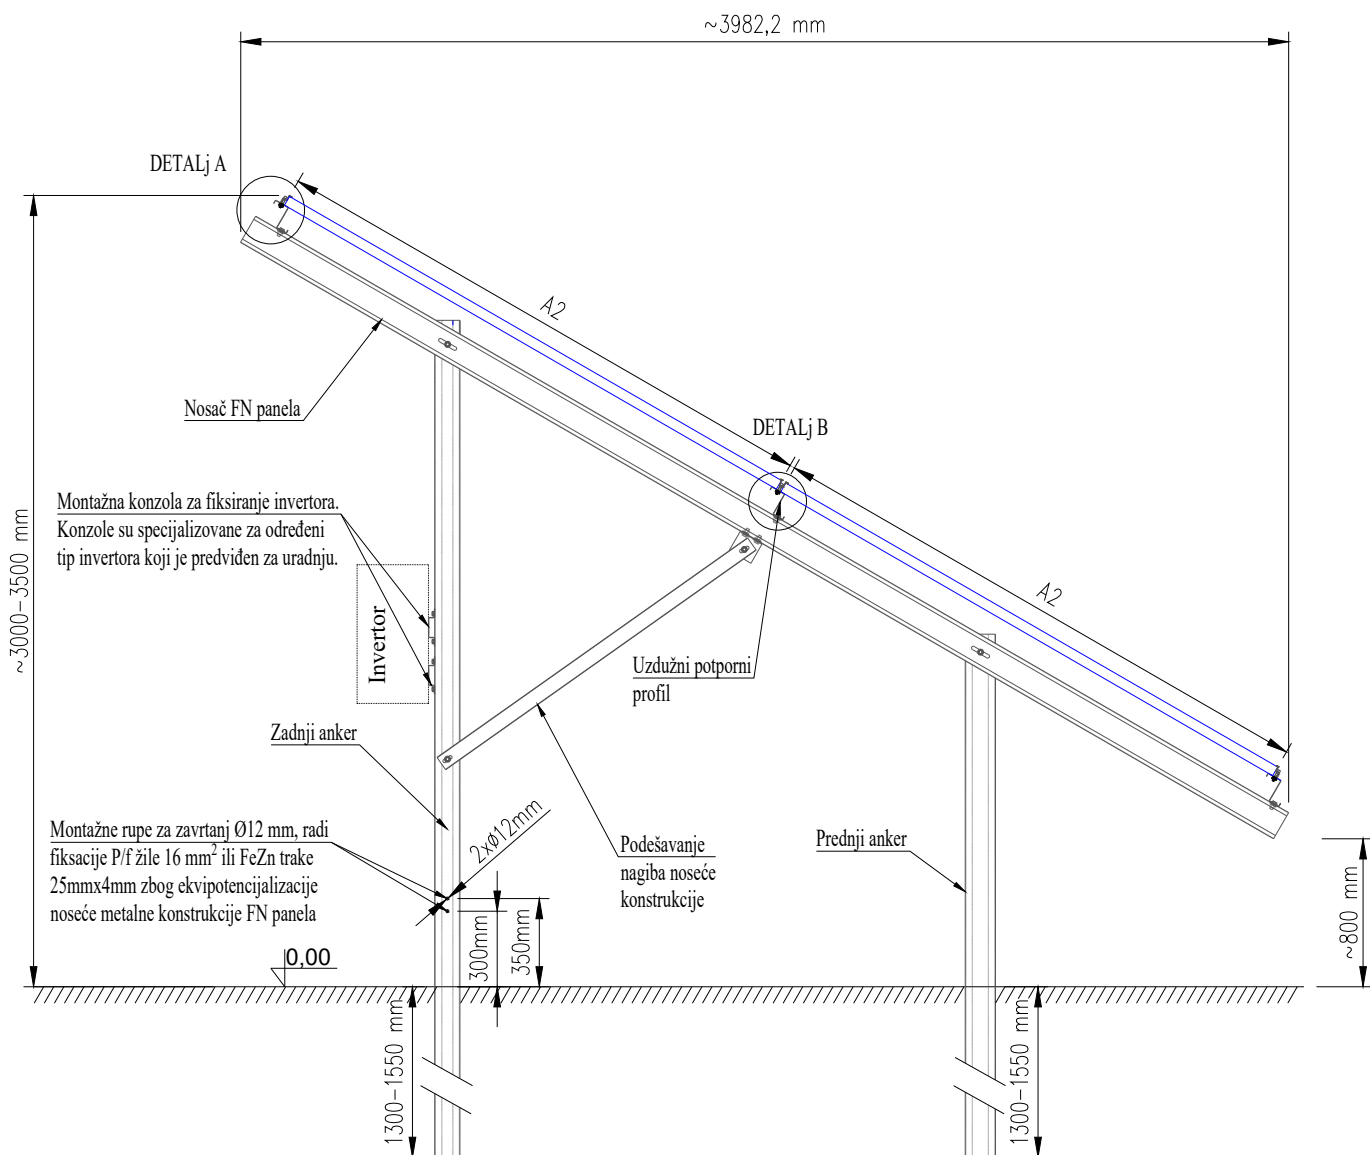 ~3982,2 mm
DETALj A
A2
Nosač FN panela
DETALj B
Montažna konzola za fiksiranje invertora.
Konzole su specijalizovane za određeni
tip invertora koji je predviđen za uradnju.
~3000-3500 mm
Invertor
A2
Uzdužni potporni
profil
Zadnji anker
Montažne rupe za zavrtanj Ø12 mm, radi
fiksacije P/f žile 16 mm² ili FeZn trake
25mmx4mm zbog ekvipotencijalizacije
noseće metalne konstrukcije FN panela
2xø12mm
Podešavanje
nagiba noseće
konstrukcije
Prednji anker
~800 mm
300mm
350mm
0,00
1300-1550 mm
1300-1550 mm